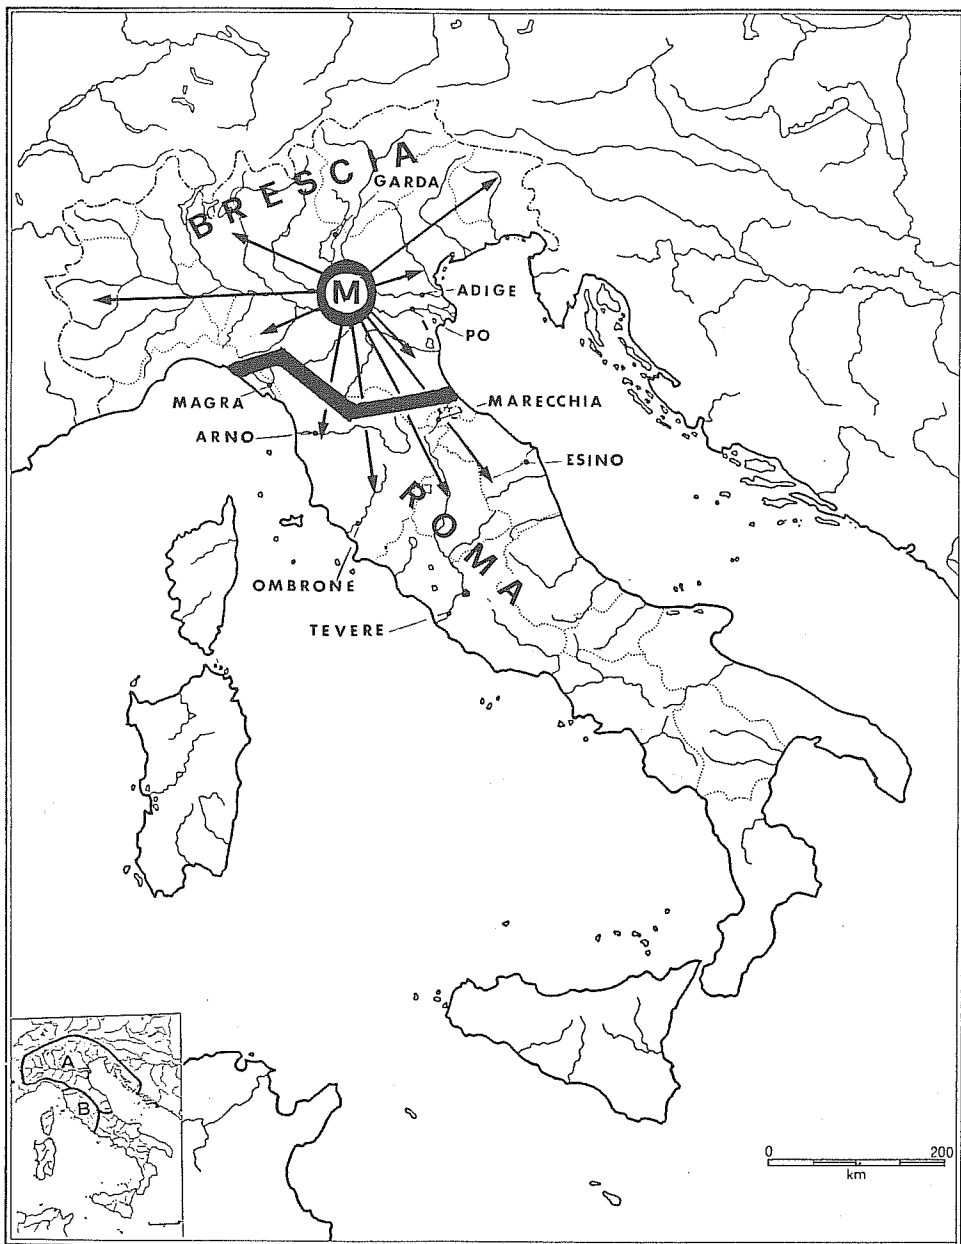 BRESCIA
GARDA
M
ADIGE
PO
MAGRA
MARECCHIA
ARNO
ESINO
ROMA
OMBRONE
TEVERE
A
B
0 200
km